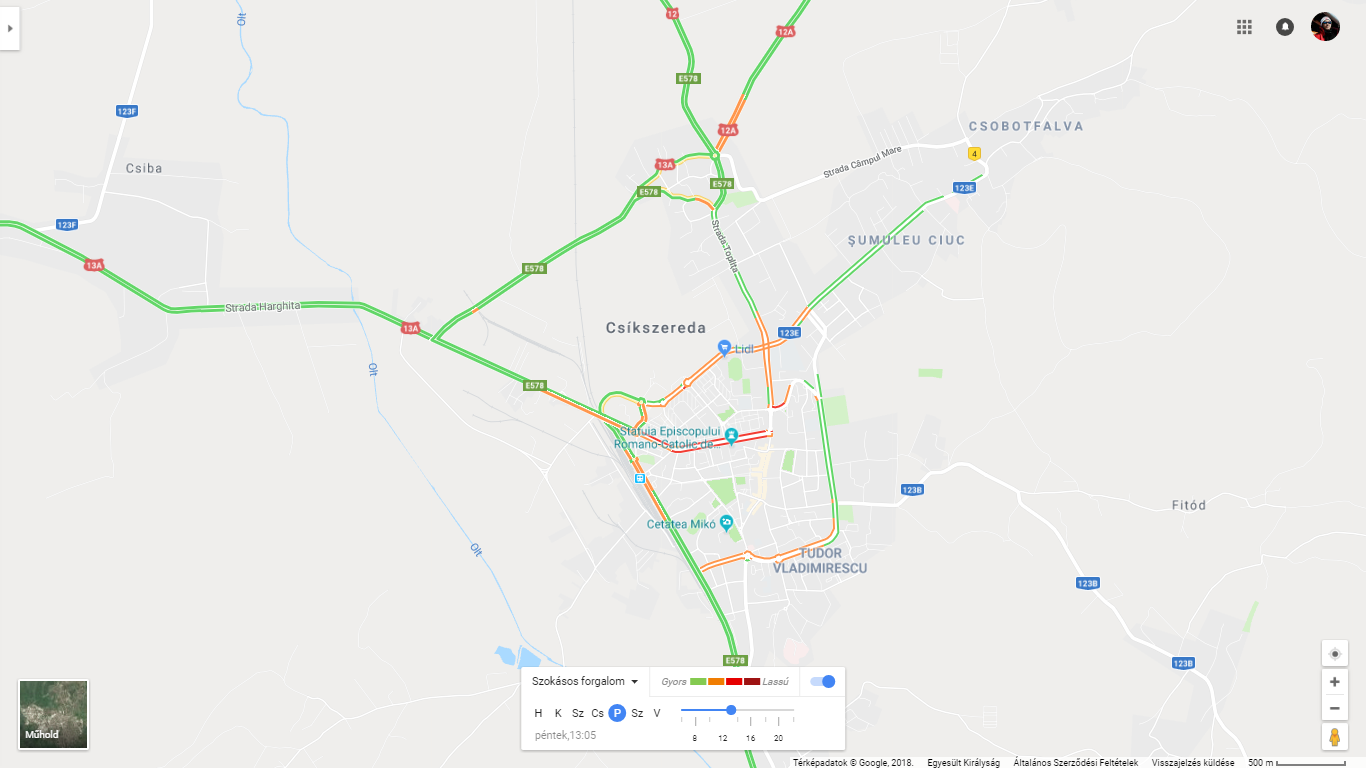 Olt
12
12A
E578
123F
12A
CSOBOTFALVA
Strada Câmpul Mare
4
Csiba
13A
E578
E578
123E
123F
Strada Toplita
ȘUMULEU CIUC
13A
E578
Strada Harghita
13A
Csíkszereda
123E
Lidl
Olt
E578
Statuia Episcopului
Romano-Catolic de...
123B
Fitód
Cetatea Mikó
Olt
TUDOR
VLADIMIRESCU
123B
E578
123B
Műhold
Szokásos forgalom
Gyors
Lassú
H K Sz Cs P Sz V
8 12 16 20
péntek,13:05
Térképadatok © Google, 2018. Egyesült Királyság Általános Szerződési Feltételek Visszajelzés küldése 500 m